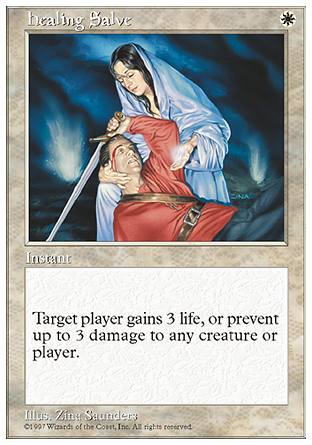 Healing Salve
ZINA
Instant
Target player gains 3 life, or prevent
up to 3 damage to any creature or
player.
Illus. Zina Saunders
©1997 Wizards of the Coast, Inc. All rights reserved.